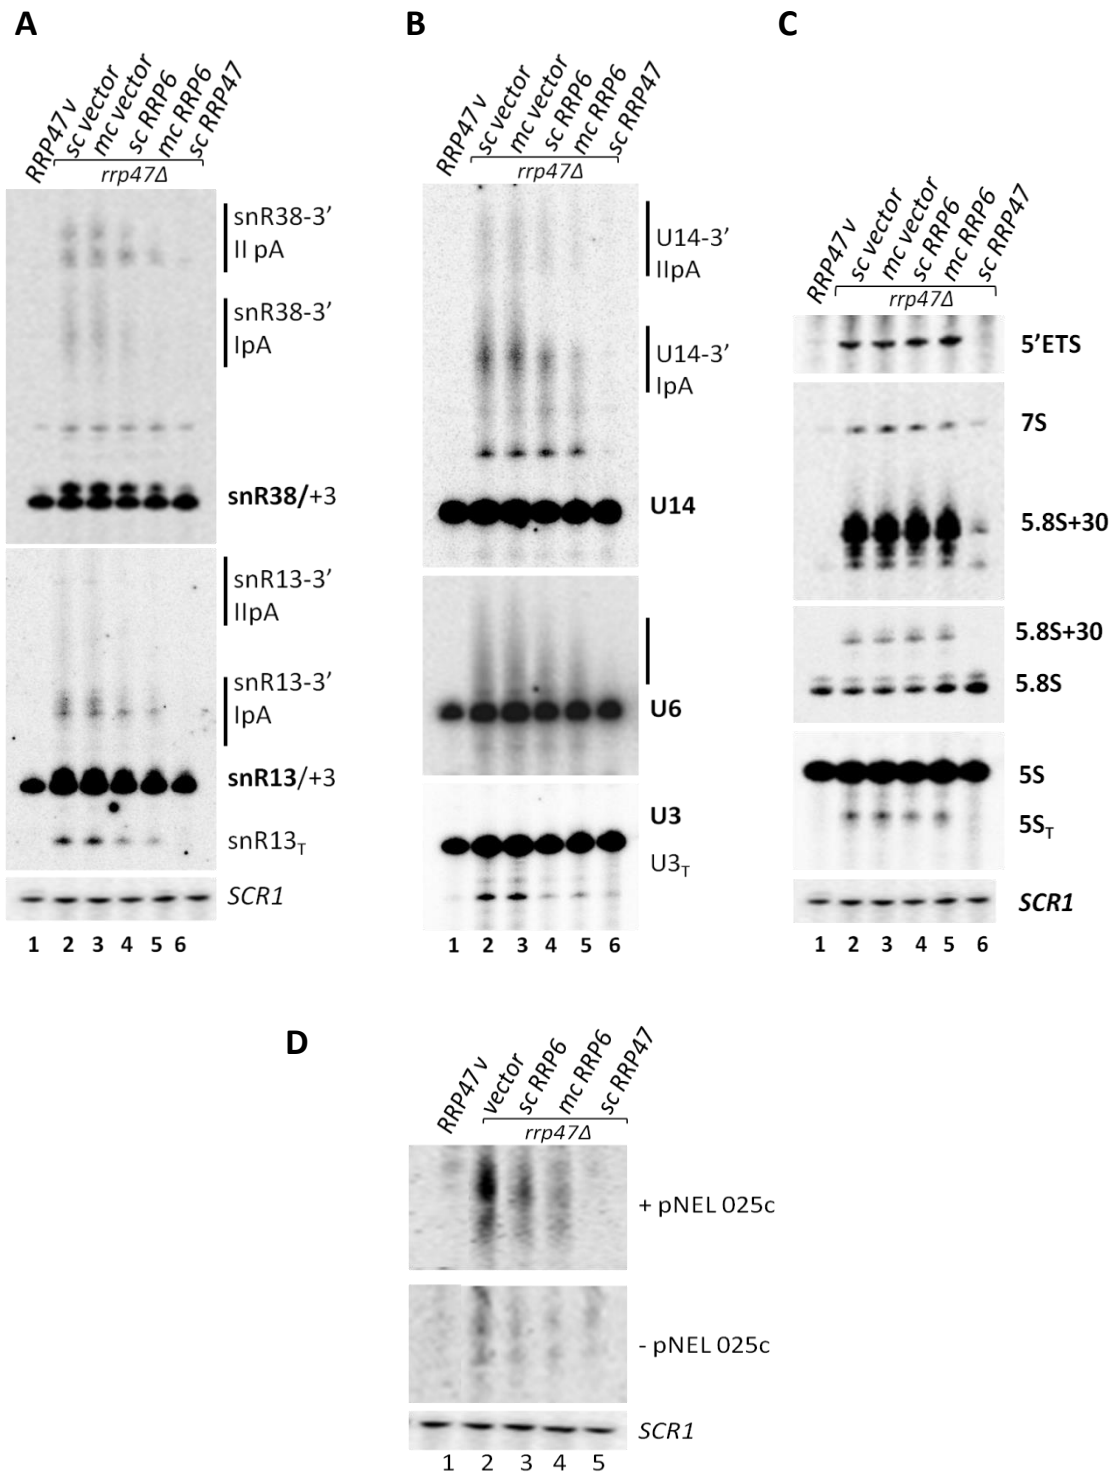 A
RRP47 v
sc vector
mc vector
sc RRP6
mc RRP6
sc RRP47
rrp47Δ
snR38-3’
II pA
snR38-3’
IpA
snR38/+3
snR13-3’
IIpA
snR13-3’
IpA
snR13/+3
snR13T
SCR1
1 2 3 4 5 6
B
RRP47 v
sc vector
mc vector
sc RRP6
mc RRP6
sc RRP47
rrp47Δ
U14-3’
IIpA
U14-3’
IpA
U14
U6
U3
U3T
1 2 3 4 5 6
C
RRP47 v
sc vector
mc vector
sc RRP6
mc RRP6
sc RRP47
rrp47Δ
5’ETS
7S
5.8S+30
5.8S+30
5.8S
5S
5ST
SCR1
1 2 3 4 5 6
D
RRP47 v
vector
sc RRP6
mc RRP6
sc RRP47
rrp47Δ
+ pNEL 025c
- pNEL 025c
SCR1
1 2 3 4 5